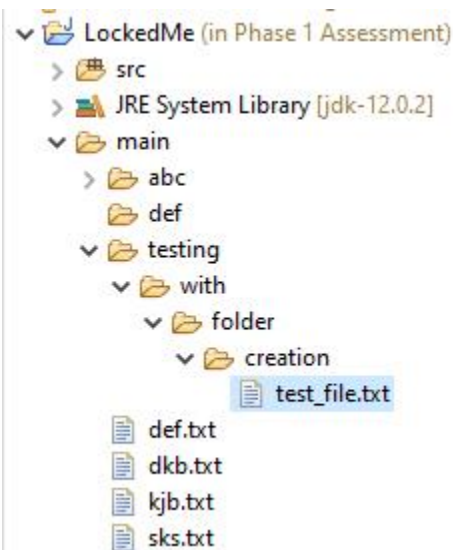 LockedMe (in Phase 1 Assessment)
src
JRE System Library [jdk-12.0.2]
main
abc
def
testing
with
folder
creation
test_file.txt
def.txt
dkb.txt
kjb.txt
sks.txt